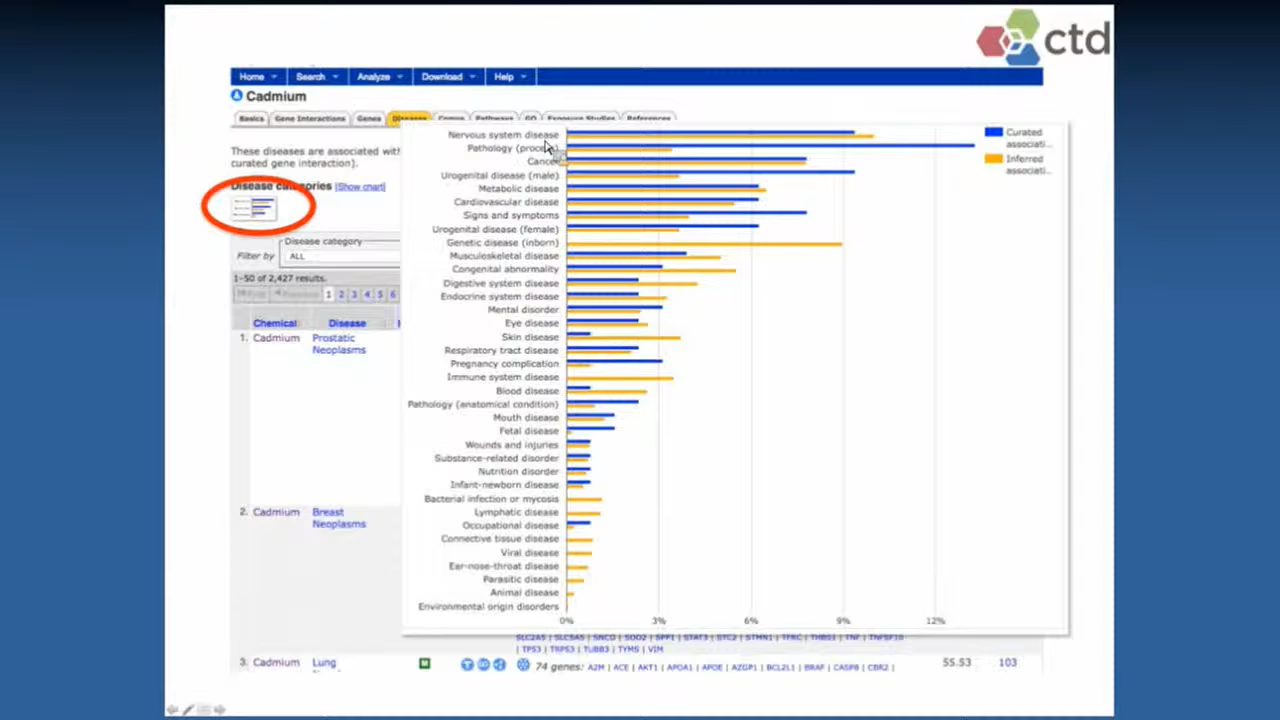 ctd
Home Search Analyze Download Help
Cadmium
Basics Gene Interactions Genes Diseases Comps Pathways GO Exposure Studies References
These diseases are associated with
curated gene interaction).
Disease categories [Show chart]
Disease category
Filter by ALL
1-50 of 2,427 results.
1 2 3 4 5 6
Chemical Disease
1. Cadmium Prostatic
Neoplasms
2. Cadmium Breast
Neoplasms
3. Cadmium Lung
M
74 genes: A2M | ACE | AKT1 | APOA1 | APOE | AZGP1 | BCL2L1 | BRAF | CASP8 | CBR2 |
55.53 103
SLC2A5 | SLC5A5 | SNCO | SOD2 | SPP1 | STAT3 | STC2 | STMN1 | TFRC | THBS1 | TNF | TNFSF10
| TP53 | TRPS3 | TUBB3 | TYMS | VIM
Nervous system disease
Pathology (process)
Cancer
Urogenital disease (male)
Metabolic disease
Cardiovascular disease
Signs and symptoms
Urogenital disease (female)
Genetic disease (inborn)
Musculoskeletal disease
Congenital abnormality
Digestive system disease
Endocrine system disease
Mental disorder
Eye disease
Skin disease
Respiratory tract disease
Pregnancy complication
Immune system disease
Blood disease
Pathology (anatomical condition)
Mouth disease
Fetal disease
Wounds and injuries
Substance-related disorder
Nutrition disorder
Infant-newborn disease
Bacterial infection or mycosis
Lymphatic disease
Occupational disease
Connective tissue disease
Viral disease
Ear-nose-throat disease
Parasitic disease
Animal disease
Environmental origin disorders
0% 3% 6% 9% 12%
Curated
associati...
Inferred
associati...